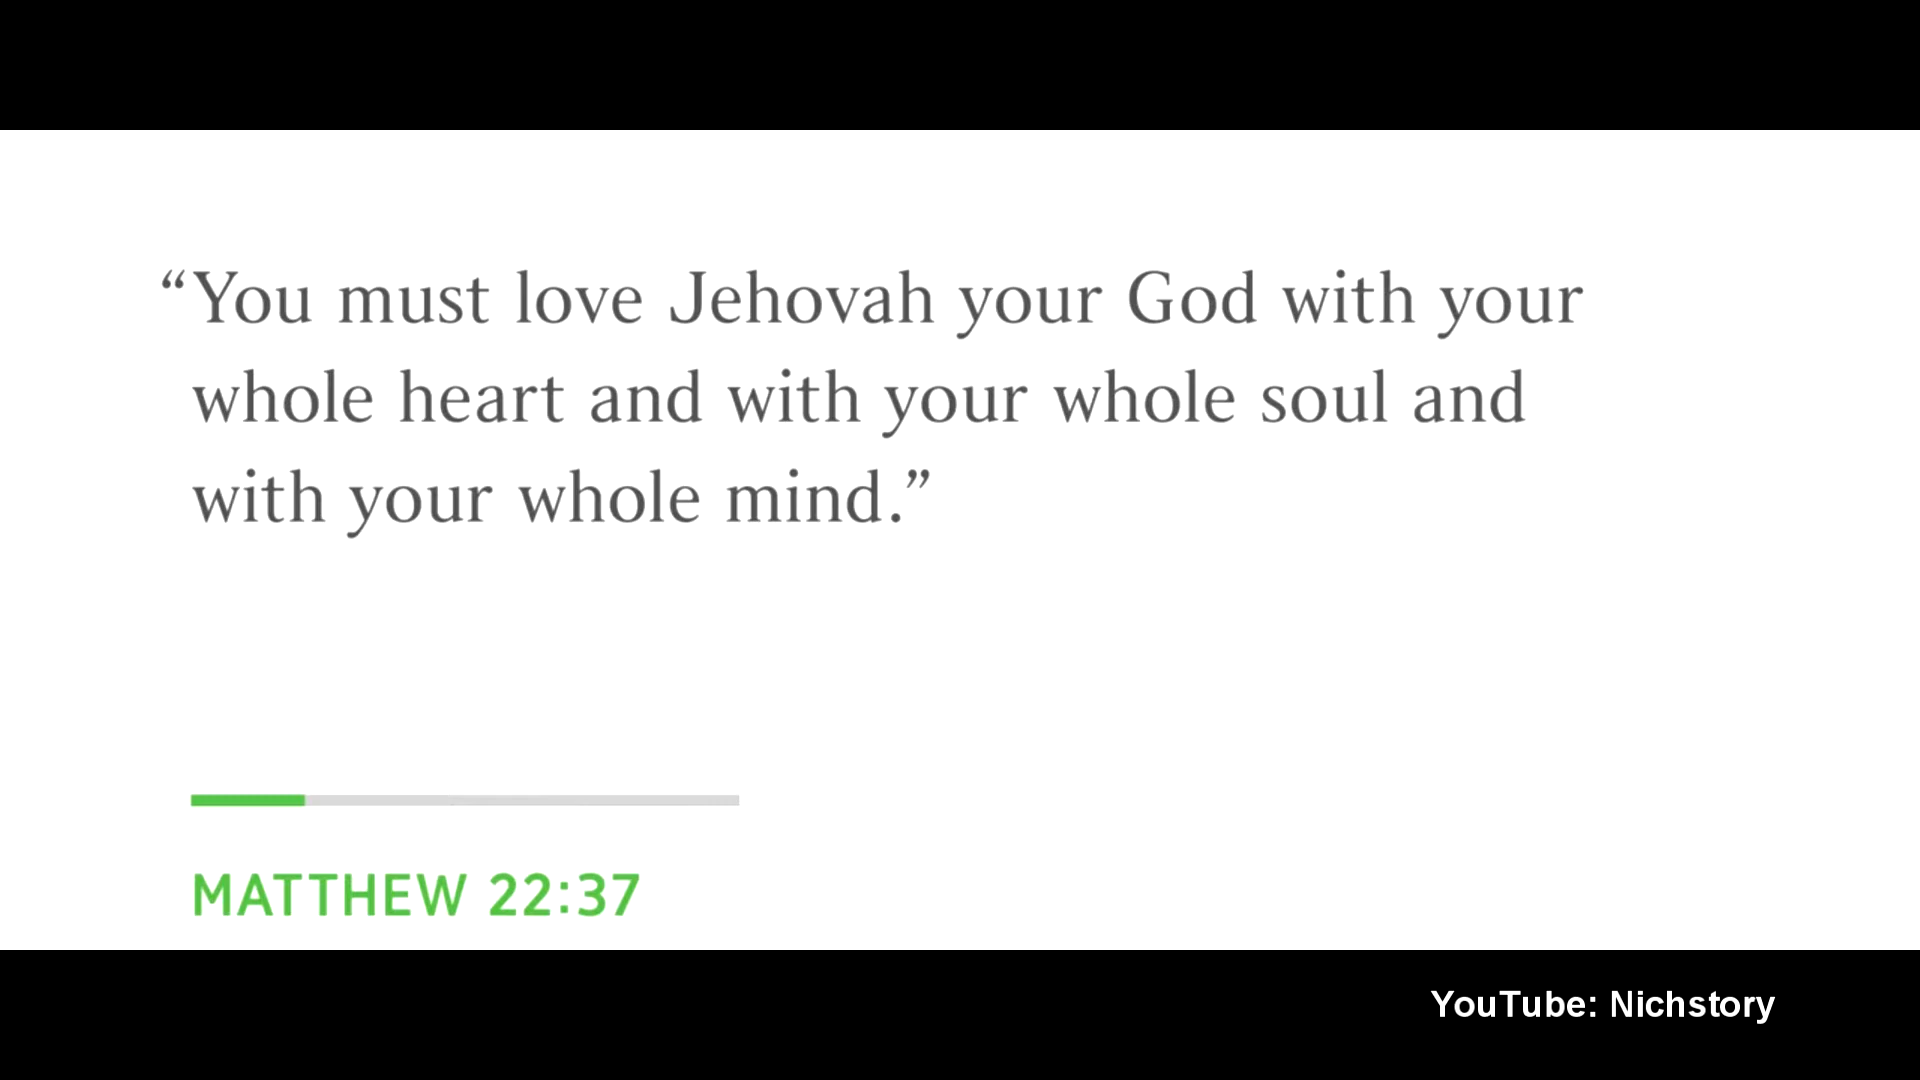 “You must love Jehovah your God with your
whole heart and with your whole soul and
with your whole mind.”
MATTHEW 22:37
YouTube: Nichstory